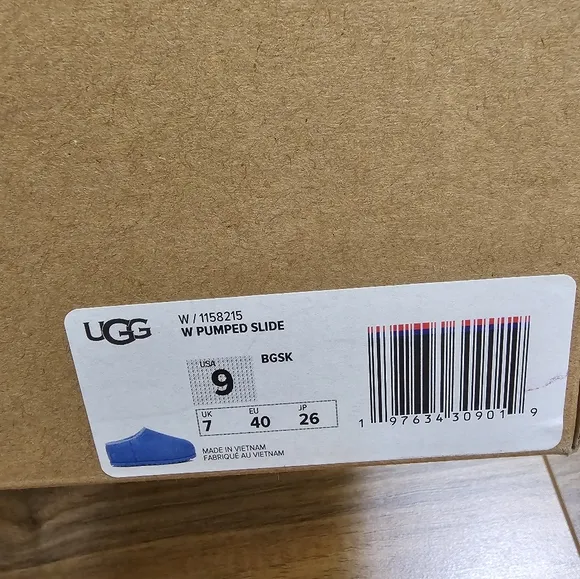 UGG
W / 1158215
W PUMPED SLIDE
USA
9
BGSK
UK EU JP
7 40 26
MADE IN VIETNAM
FABRIQUÉ AU VIETNAM
1 97634 30901 9